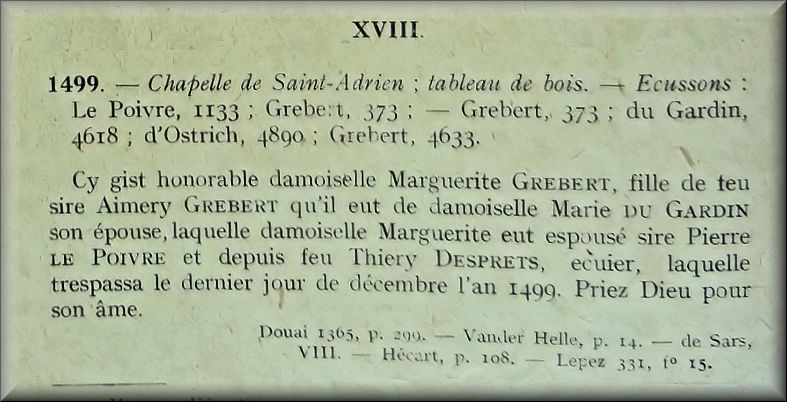 XVIII.
1499. — Chapelle de Saint-Adrien ; tableau de bois. — Ecussons :
Le Poivre, 1133 ; Grebert, 373 ; — Grebert, 373 ; du Gardin,
4618 ; d'Ostrich, 4890 ; Grebert, 4633.
Cy gist honorable damoiselle Marguerite GREBERT, fille de feu
sire Aimery GREBERT qu'il eut de damoiselle Marie DU GARDIN
son épouse, laquelle damoiselle Marguerite eut espousé sire Pierre
LE POIVRE et depuis feu Thiery DESPRETS, ecuier, laquelle
trespassa le dernier jour de décembre l'an 1499. Priez Dieu pour
son âme.
Douai 1365, p. 299. — Vander Helle, p. 14. — de Sars,
VIII. — Hécart, p. 108. — Lepez 331, f° 15.